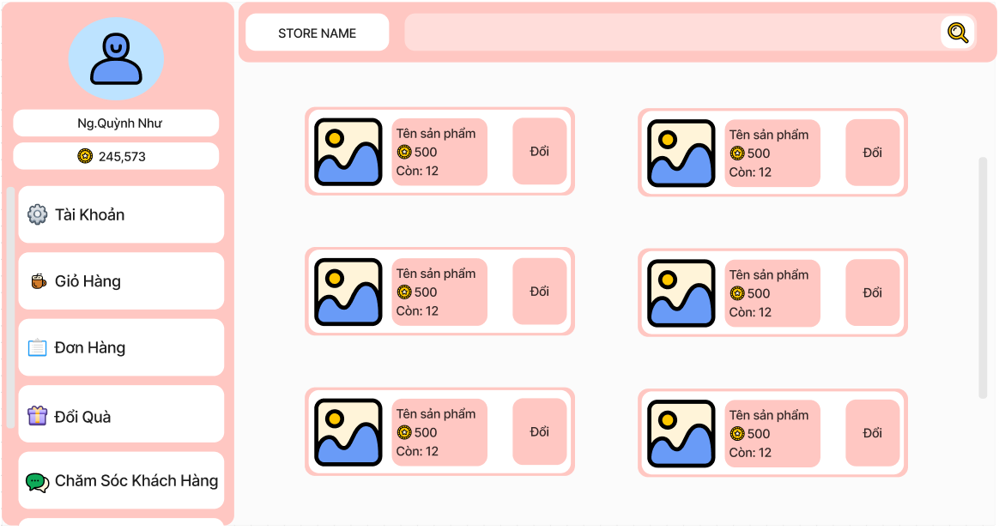 Ng.Quỳnh Như
245,573
Tài Khoản
Giỏ Hàng
Đơn Hàng
Đổi Quà
Chăm Sóc Khách Hàng
STORE NAME
Tên sản phẩm
500
Còn: 12
Đổi
Tên sản phẩm
500
Còn: 12
Đổi
Tên sản phẩm
500
Còn: 12
Đổi
Tên sản phẩm
500
Còn: 12
Đổi
Tên sản phẩm
500
Còn: 12
Đổi
Tên sản phẩm
500
Còn: 12
Đổi